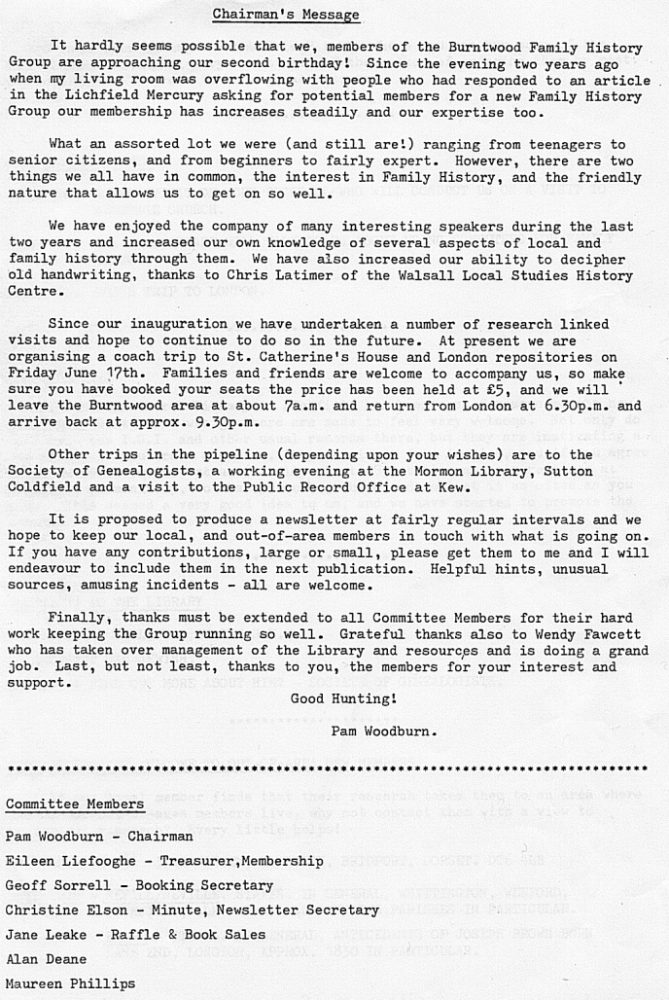 Chairman's Message
It hardly seems possible that we, members of the Burntwood Family History
Group are approaching our second birthday!  Since the evening two years ago
when my living room was overflowing with people who had responded to an article
in the Lichfield Mercury asking for potential members for a new Family History
Group our membership has increases steadily and our expertise too.
What an assorted lot we were (and still are!) ranging from teenagers to
senior citizens, and from beginners to fairly expert.  However, there are two
things we all have in common, the interest in Family History, and the friendly
nature that allows us to get on so well.
We have enjoyed the company of many interesting speakers during the last
two years and increased our own knowledge of several aspects of local and
family history through them.  We have also increased our ability to decipher
old handwriting, thanks to Chris Latimer of the Walsall Local Studies History
Centre.
Since our inauguration we have undertaken a number of research linked
visits and hope to continue to do so in the future.  At present we are
organising a coach trip to St. Catherine's House and London repositories on
Friday June 17th.  Families and friends are welcome to accompany us, so make
sure you have booked your seats the price has been held at £5, and we will
leave the Burntwood area at about 7a.m. and return from London at 6.30p.m. and
arrive back at approx. 9.30p.m.
Other trips in the pipeline (depending upon your wishes) are to the
Society of Genealogists, a working evening at the Mormon Library, Sutton
Coldfield and a visit to the Public Record Office at Kew.
It is proposed to produce a newsletter at fairly regular intervals and we
hope to keep our local, and out-of-area members in touch with what is going on.
If you have any contributions, large or small, please get them to me and I will
endeavour to include them in the next publication.  Helpful hints, unusual
sources, amusing incidents - all are welcome.
Finally, thanks must be extended to all Committee Members for their hard
work keeping the Group running so well.  Grateful thanks also to Wendy Fawcett
who has taken over management of the Library and resources and is doing a grand
job.  Last, but not least, thanks to you, the members for your interest and
support.
Good Hunting!
Pam Woodburn.
Committee Members
Pam Woodburn - Chairman
Eileen Liefooghe - Treasurer,Membership
Geoff Sorrell - Booking Secretary
Christine Elson - Minute, Newsletter Secretary
Jane Leake - Raffle & Book Sales
Alan Deane
Maureen Phillips